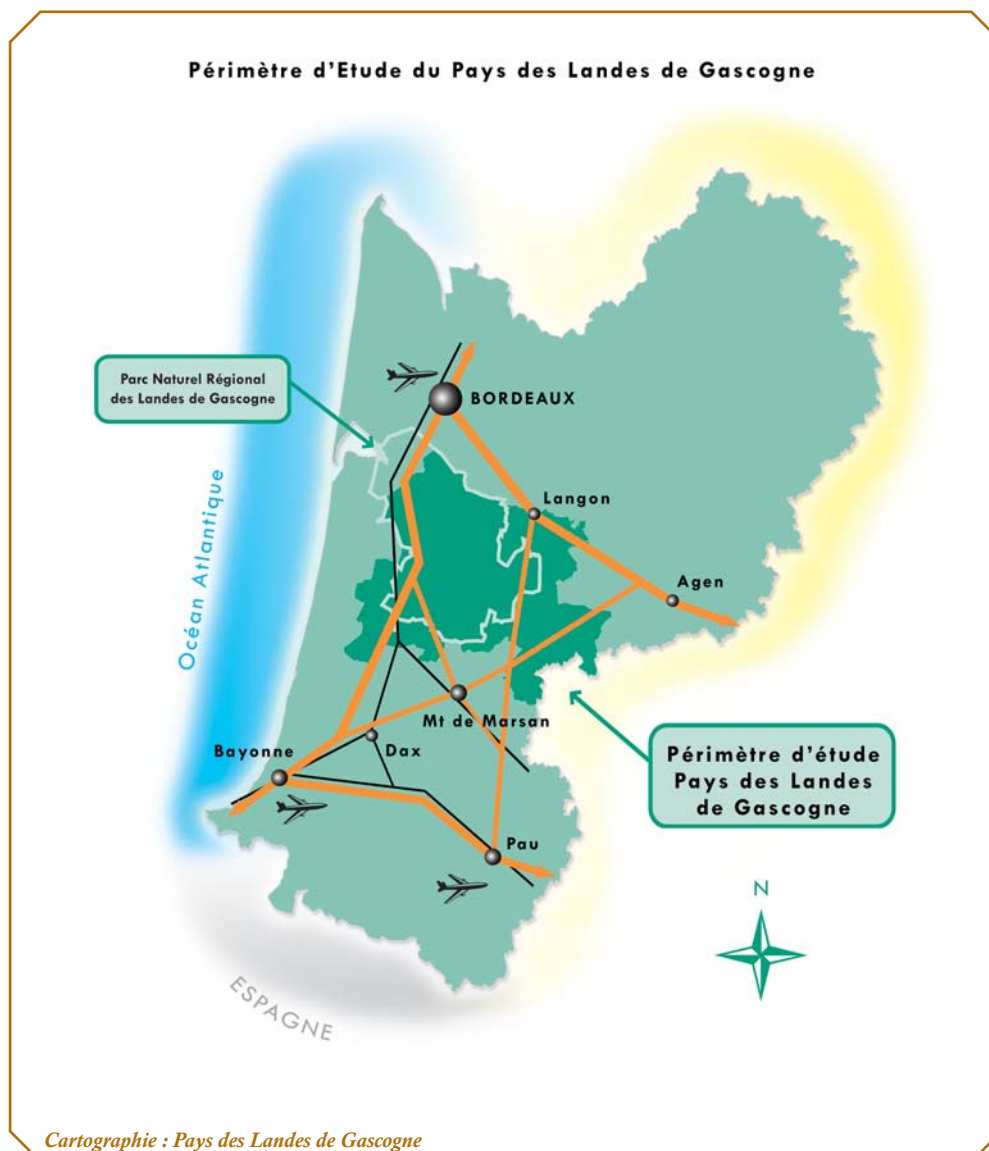 Périmètre d'Etude du Pays des Landes de Gascogne
Parc Naturel Régional
des Landes de Gascogne
BORDEAUX
Langon
Océan Atlantique
Agen
Mt de Marsan
Dax
Bayonne
Périmètre d'étude
Pays des Landes
de Gascogne
Pau
N
ESPAGNE
Cartographie : Pays des Landes de Gascogne